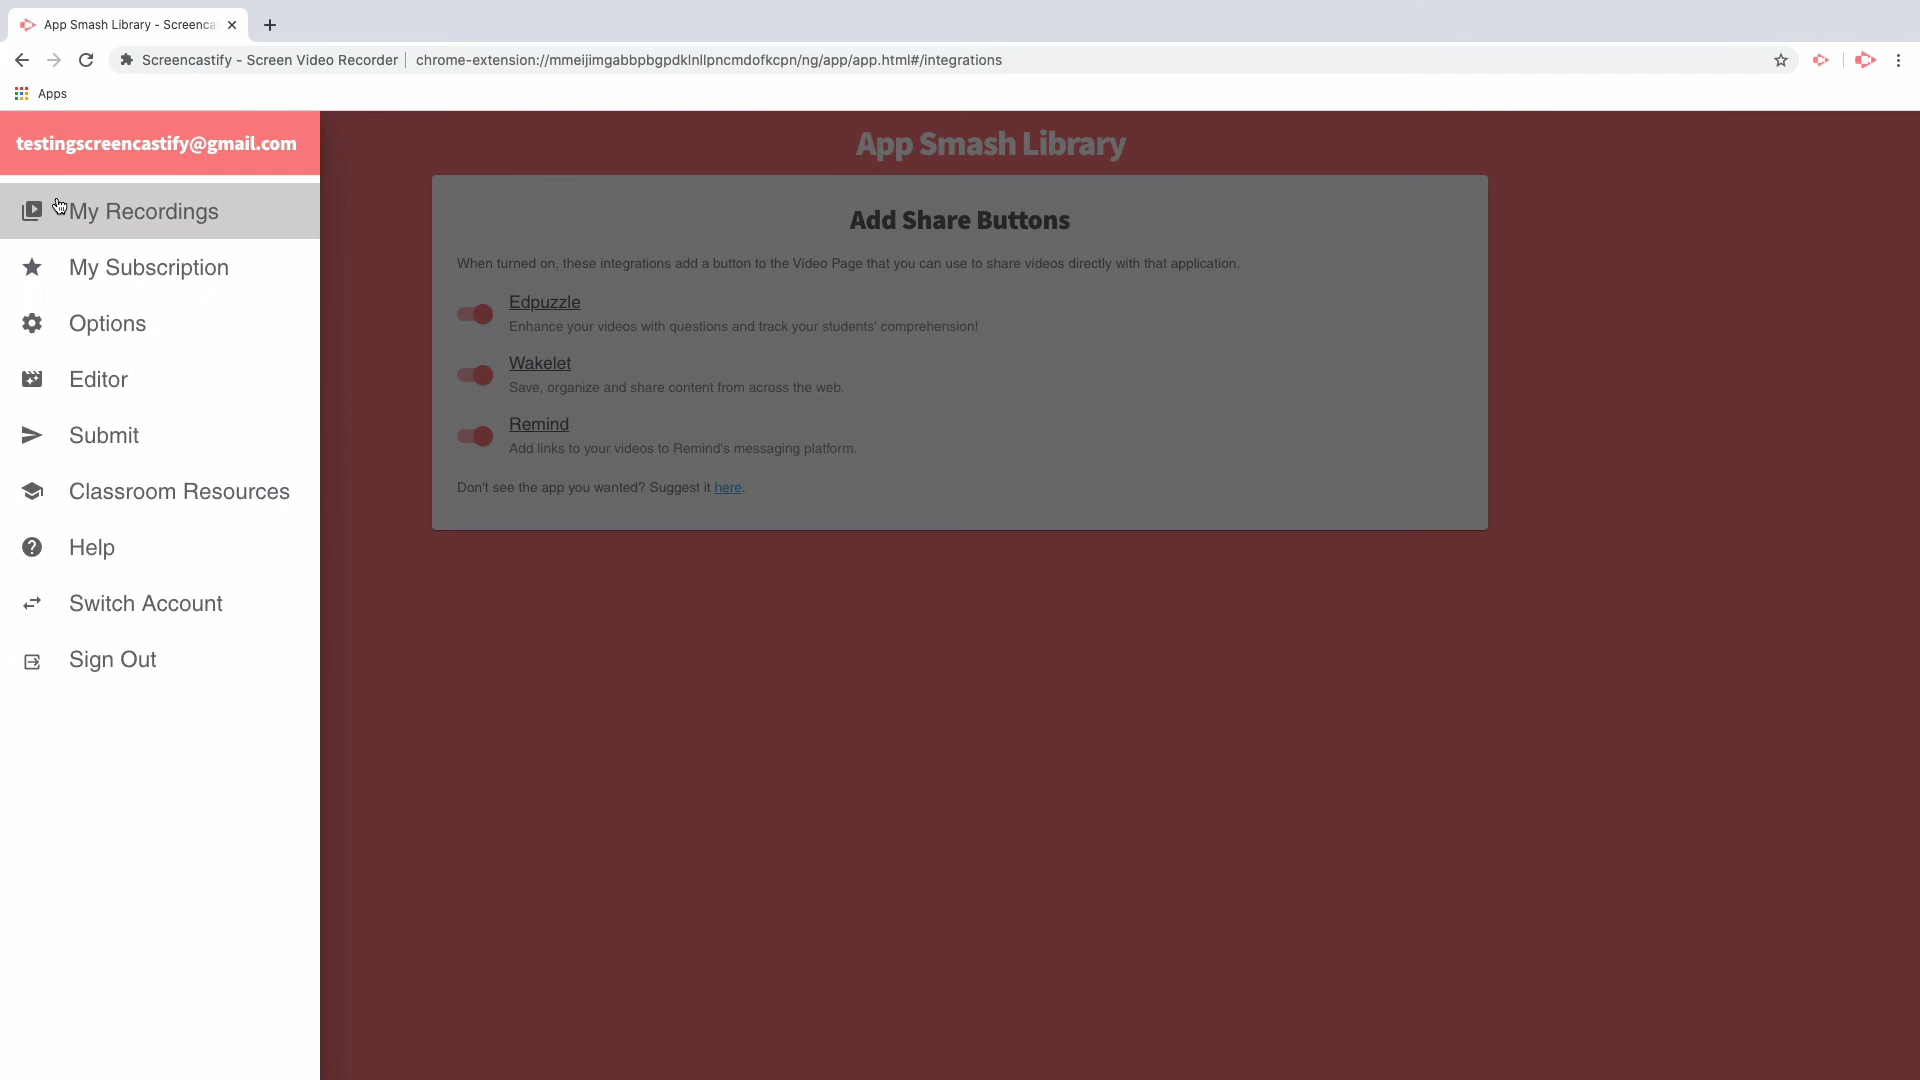 App Smash Library - Screenca
Screencastify - Screen Video Recorder
chrome-extension://mmeijimgabbpbgpdklnllpncmdofkcpn/ng/app/app.html#/integrations
Apps
testingscreencastify@gmail.com
My Recordings
My Subscription
Options
Editor
Submit
Classroom Resources
Help
Switch Account
Sign Out
App Smash Library
Add Share Buttons
When turned on, these integrations add a button to the Video Page that you can use to share videos directly with that application.
Edpuzzle
Enhance your videos with questions and track your students' comprehension!
Wakelet
Save, organize and share content from across the web.
Remind
Add links to your videos to Remind's messaging platform.
Don't see the app you wanted? Suggest it here.